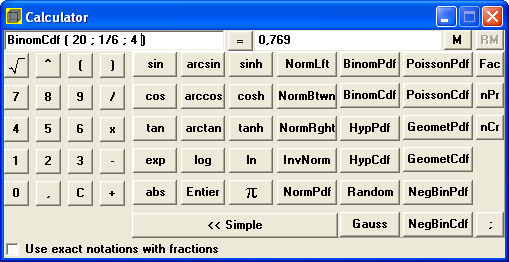 Calculator
BinomCdf ( 20 ; 1/6 ; 4 ) = 0,769 M RM
√ ^ ( ) sin arcsin sinh NormLft BinomPdf PoissonPdf Fac
7 8 9 / cos arccos cosh NormBtwn BinomCdf PoissonCdf nPr
4 5 6 x tan arctan tanh NormRght HypPdf GeometPdf nCr
1 2 3 - exp log ln InvNorm HypCdf GeometCdf
0 , C + abs Entier π NormPdf Random NegBinPdf
<< Simple Gauss NegBinCdf ;
Use exact notations with fractions